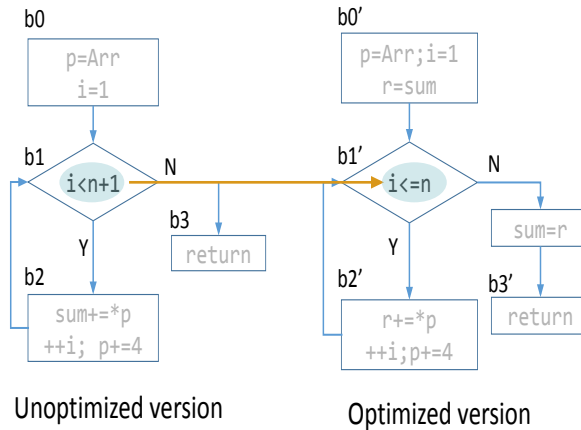 b0
p=Arr
i=1
b1
i<n+1
N
b3
return
Y
b2
sum+=*p
++i; p+=4
Unoptimized version
b0’
p=Arr;i=1
r=sum
b1’
i<=n
N
sum=r
Y
b2’
r+=*p
++i;p+=4
b3’
return
Optimized version